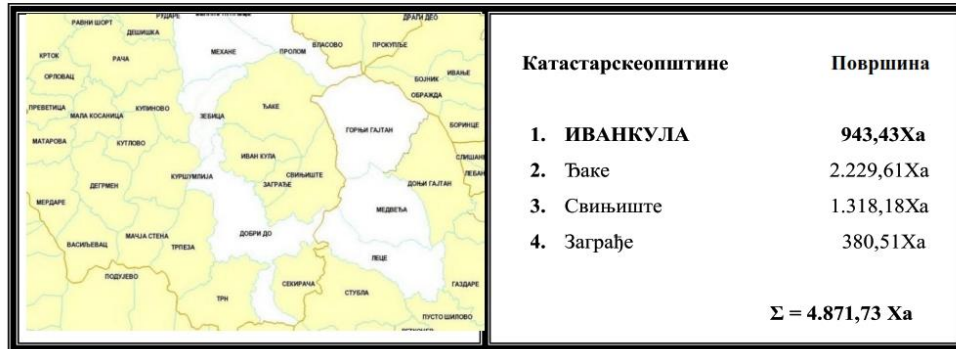 РАВНИ ШОРТ
РУДАРЕ
ДЕШИШКА
ДРАГИ ДЕО
КРТОК
РАЧА
МЕХАНЕ
ПРОЛОМ
ВЛАСОВО
ПРОКУПЉЕ
ОРЛОВАЦ
БОЈНИК
ИВАЊЕ
ОБРАЖДА
ПРЕВЕТИЦА
КУПИНОВО
МАЛА КОСАНИЦА
ЗЕБИЦА
ЂАКЕ
ГОРЊИ ГАЈТАН
БОРИНЦЕ
МАТАРОВА
КУТЛОВО
ИВАН КУЛА
СВИЊИШТЕ
КУРШУМЛИЈА
ЗАГРАЂЕ
ДЕГРМЕН
ДОЊИ ГАЈТАН
МЕРДАРЕ
МЕДВЕЂА
МАЧЈА СТЕНА
ВАСИЉЕВАЦ
ТРПЕЗА
ДОБРИ ДО
ЛЕЦЕ
ПОДУЈЕВО
ТРН
СЕКИРАЧА
СТУБЛА
ГАЗДАРЕ
ПУСТО ШИЛОВО
Катастарскеопштине Површина
1. ИВАНКУЛА 943,43Ха
2. Ђаке 2.229,61Ха
3. Свињиште 1.318,18Ха
4. Заграђе 380,51Ха
Σ = 4.871,73 Ха